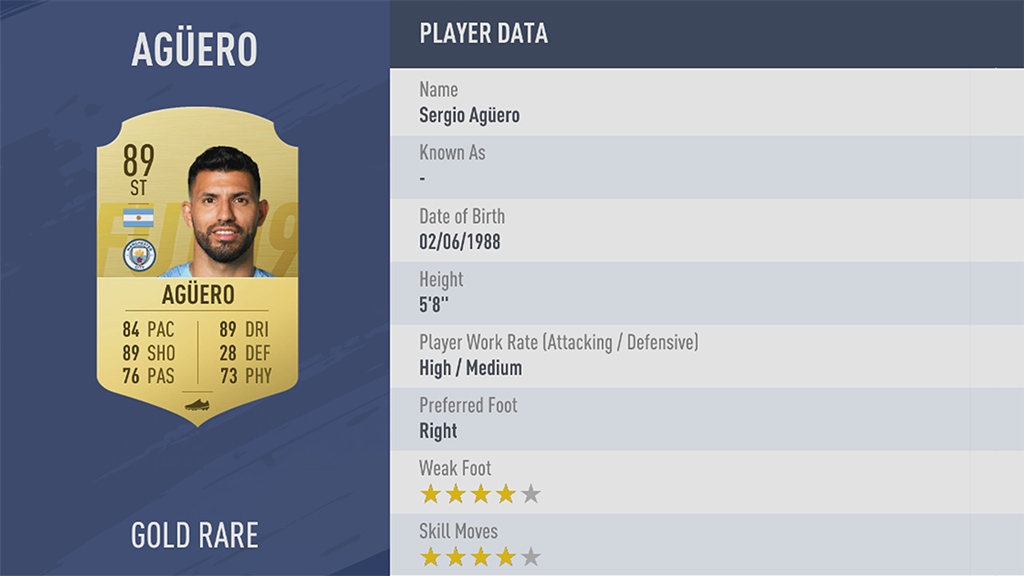 AGÜERO
89
ST
AGÜERO
84 PAC 89 DRI
89 SHO 28 DEF
76 PAS 73 PHY
GOLD RARE
PLAYER DATA
Name
Sergio Agüero
Known As
-
Date of Birth
02/06/1988
Height
5'8"
Player Work Rate (Attacking / Defensive)
High / Medium
Preferred Foot
Right
Weak Foot
Skill Moves